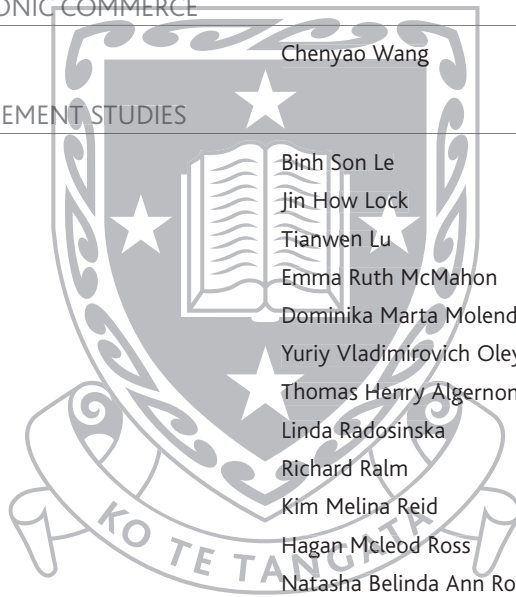 ONIC COMMERCE
Chenyao Wang
EMENT STUDIES
Binh Son Le
Jin How Lock
Tianwen Lu
Emma Ruth McMahon
Dominika Marta Molend
Yuriy Vladimirovich Oley
Thomas Henry Algernon
Linda Radosinska
Richard Ralm
Kim Melina Reid
Hagan Mcleod Ross
Natasha Belinda Ann Ro
KO TE TANGATA